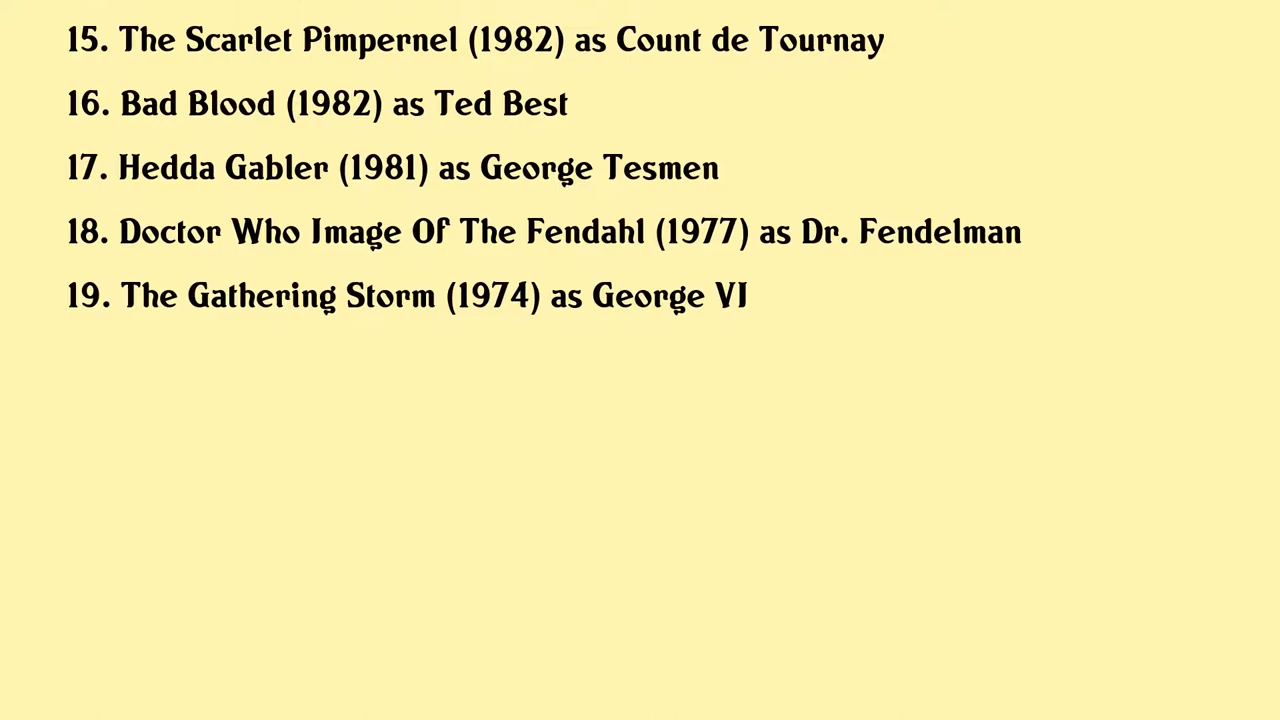 15. The Scarlet Pimpernel (1982) as Count de Tournay
16. Bad Blood (1982) as Ted Best
17. Hedda Gabler (1981) as George Tesmen
18. Doctor Who Image Of The Fendahl (1977) as Dr. Fendelman
19. The Gathering Storm (1974) as George VI